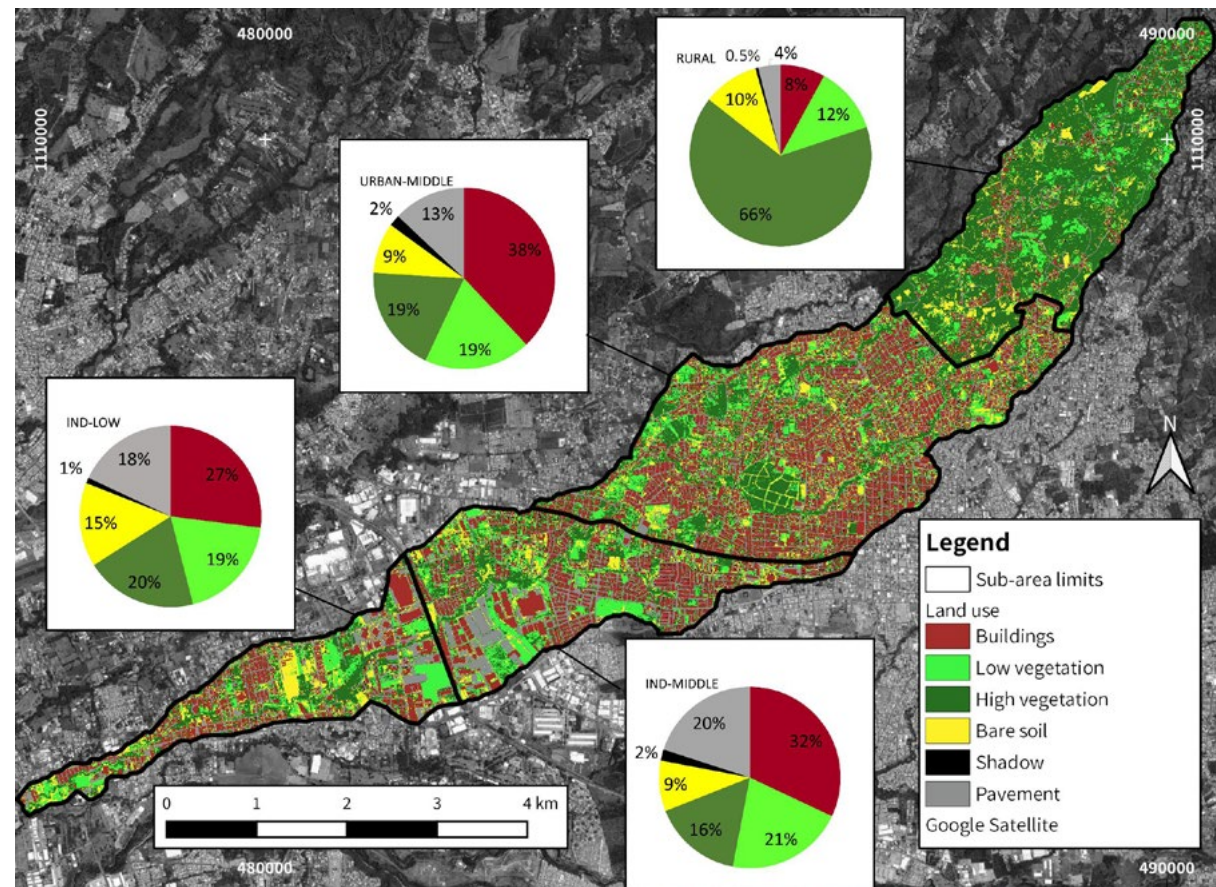 480000
490000
1110000
1110000
RURAL
0.5%
4%
8%
12%
66%
10%
URBAN-MIDDLE
2%
13%
38%
19%
19%
9%
IND-LOW
1%
18%
27%
19%
20%
15%
IND-MIDDLE
2%
20%
32%
21%
16%
9%
N
Legend
Sub-area limits
Land use
Buildings
Low vegetation
High vegetation
Bare soil
Shadow
Pavement
Google Satellite
0 1 2 3 4 km
480000
490000